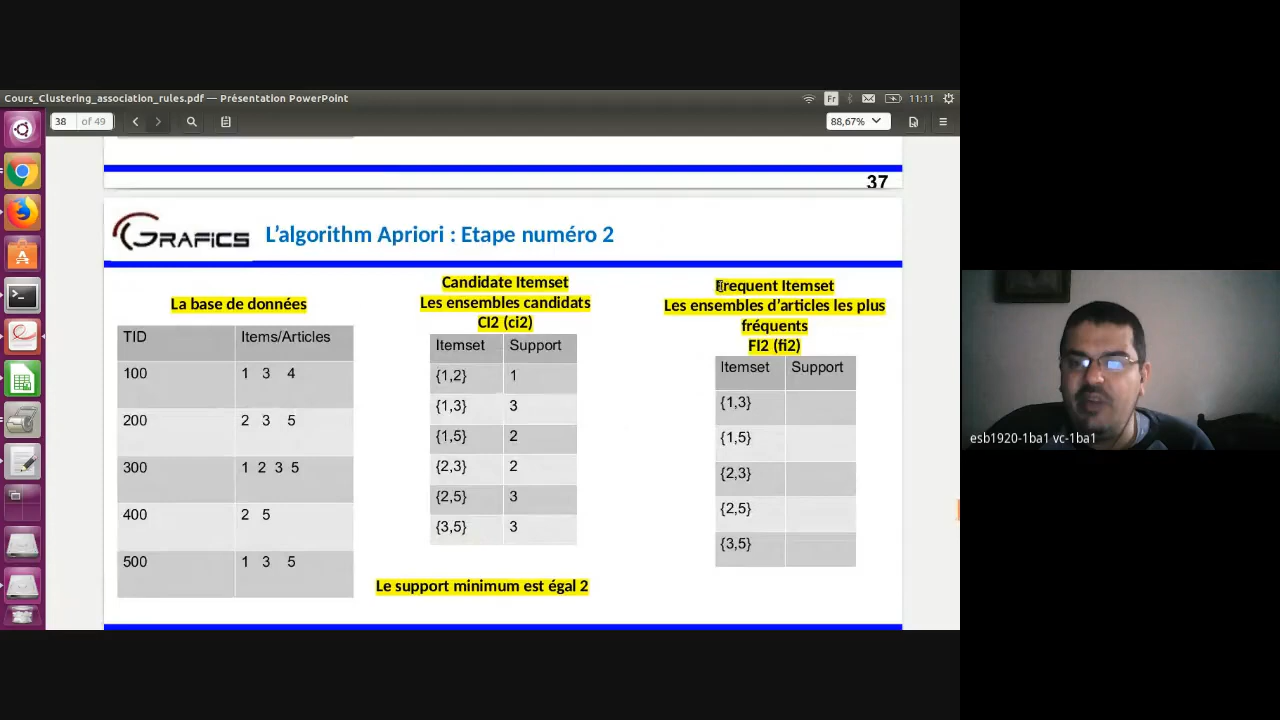 Cours_Clustering_association_rules.pdf — Présentation PowerPoint
Fr
11:11
38 of 49
88,67%
37
GRAFICS
L'algorithm Apriori : Etape numéro 2
La base de données
TID Items/Articles
100 1 3 4
200 2 3 5
300 1 2 3 5
400 2 5
500 1 3 5
Candidate Itemset
Les ensembles candidats
CI2 (ci2)
Itemset Support
{1,2} 1
{1,3} 3
{1,5} 2
{2,3} 2
{2,5} 3
{3,5} 3
Le support minimum est égal 2
Frequent Itemset
Les ensembles d'articles les plus
fréquents
FI2 (fi2)
Itemset Support
{1,3}
{1,5}
{2,3}
{2,5}
{3,5}
esb1920-1ba1 vc-1ba1